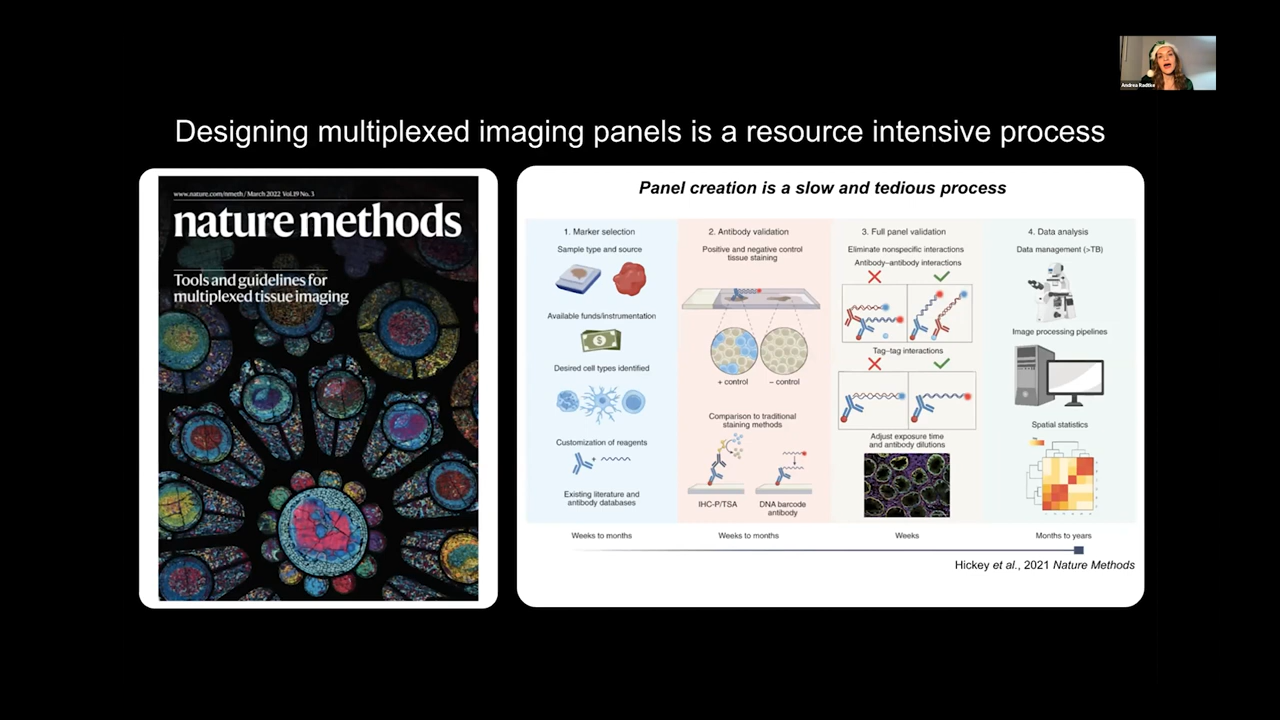 Andrea Radtke
Designing multiplexed imaging panels is a resource intensive process
www.nature.com/nmeth / March 2022 Vol.19 No. 3
nature methods
Tools and guidelines for
multiplexed tissue imaging
Panel creation is a slow and tedious process
1. Marker selection
Sample type and source
Available funds/instrumentation
$
Desired cell types identified
Customization of reagents
+
Existing literature and
antibody databases
Weeks to months
2. Antibody validation
Positive and negative control
tissue staining
+ control
– control
Comparison to traditional
staining methods
IHC-P/TSA
DNA barcode
antibody
Weeks to months
3. Full panel validation
Eliminate nonspecific interactions
Antibody–antibody interactions
Tag–tag interactions
Adjust exposure time
and antibody dilutions
Weeks
4. Data analysis
Data management (>TB)
Image processing pipelines
Spatial statistics
Months to years
Hickey et al., 2021 Nature Methods